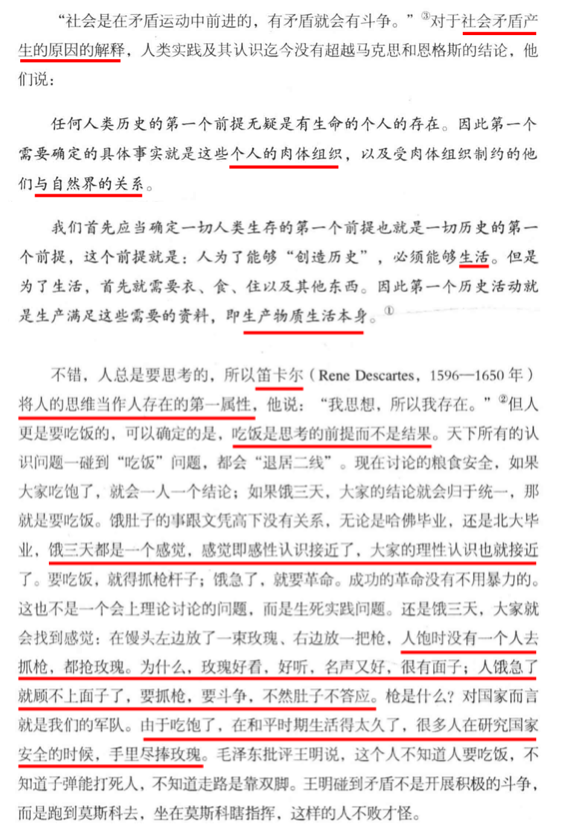 “社会是在矛盾运动中前进的，有矛盾就会有斗争。”③对于社会矛盾产
生的原因的解释，人类实践及其认识迄今没有超越马克思和恩格斯的结论，他
们说：
任何人类历史的第一个前提无疑是有生命的个人的存在。因此第一个
需要确定的具体事实就是这些个人的肉体组织，以及受肉体组织制约的他
们与自然界的关系。
我们首先应当确定一切人类生存的第一个前提也就是一切历史的第一
个前提，这个前提就是：人为了能够“创造历史”，必须能够生活。但是
为了生活，首先就需要衣、食、住以及其他东西。因此第一个历史活动就
是生产满足这些需要的资料，即生产物质生活本身。①
不错，人总是要思考的，所以笛卡尔（Rene Descartes，1596—1650 年）
将人的思维当作人存在的第一属性，他说：“我思想，所以我存在。”②但人
更是要吃饭的，可以确定的是，吃饭是思考的前提而不是结果。天下所有的认
识问题一碰到“吃饭”问题，都会“退居二线”。现在讨论的粮食安全，如果
大家吃饱了，就会一人一个结论；如果饿三天，大家的结论就会归于统一，那
就是要吃饭。饿肚子的事跟文凭高下没有关系，无论是哈佛毕业，还是北大毕
业，饿三天都是一个感觉，感觉即感性认识接近了，大家的理性认识也就接近
了。要吃饭，就得抓枪杆子；饿急了，就要革命。成功的革命没有不用暴力的。
这也不是一个会上理论讨论的问题，而是生死实践问题。还是饿三天，大家就
会找到感觉：在馒头左边放了一束玫瑰、右边放一把枪，人饱时没有一个人去
抓枪，都抢玫瑰。为什么，玫瑰好看，好听，名声又好，很有面子；人饿急了
就顾不上面子了，要抓枪，要斗争，不然肚子不答应。枪是什么？对国家而言
就是我们的军队。由于吃饱了，在和平时期生活得太久了，很多人在研究国家
安全的时候，手里尽捧玫瑰。毛泽东批评王明说，这个人不知道人要吃饭，不
知道子弹能打死人，不知道走路是靠双脚。王明碰到矛盾不是开展积极的斗争，
而是跑到莫斯科去，坐在莫斯科瞎指挥，这样的人不败才怪。